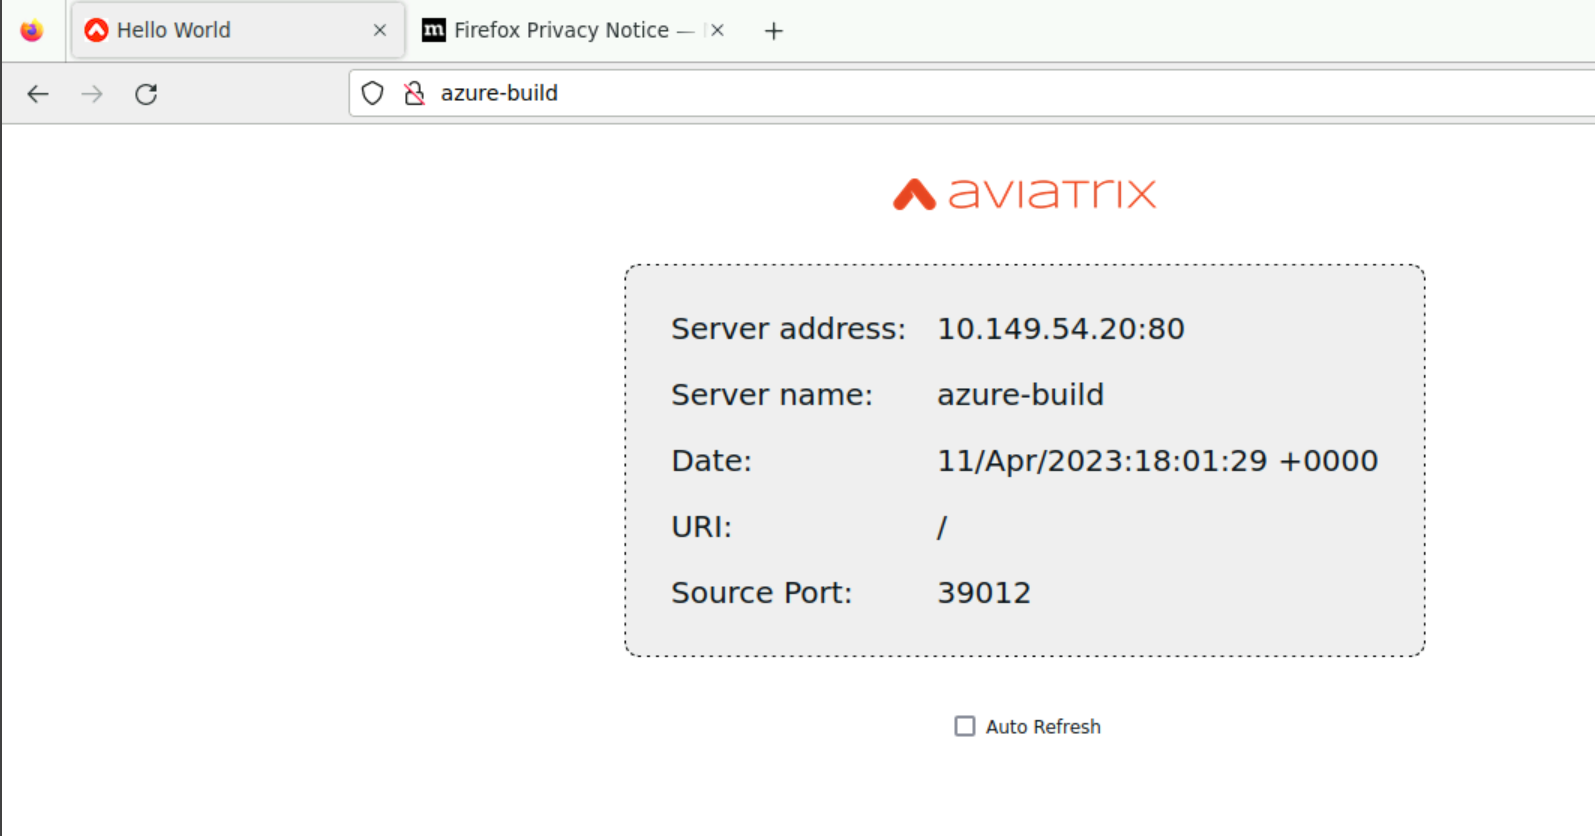 Hello World
m Firefox Privacy Notice —
azure-build
aviatrix
Server address: 10.149.54.20:80
Server name: azure-build
Date: 11/Apr/2023:18:01:29 +0000
URI: /
Source Port: 39012
Auto Refresh